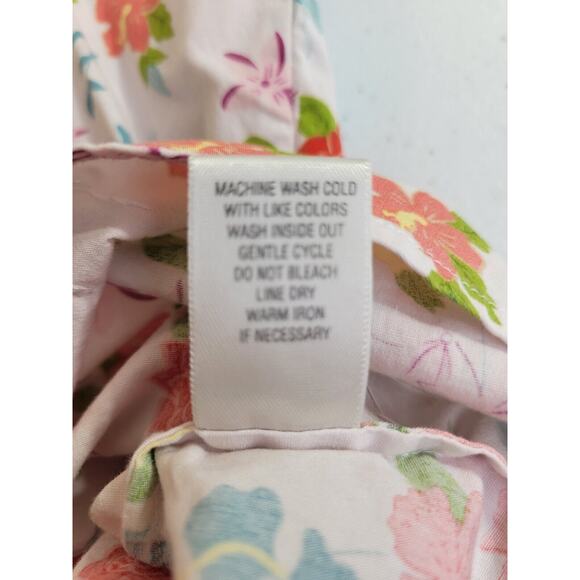 MACHINE WASH COLD
WITH LIKE COLORS
WASH INSIDE OUT
GENTLE CYCLE
DO NOT BLEACH
LINE DRY
WARM IRON
IF NECESSARY